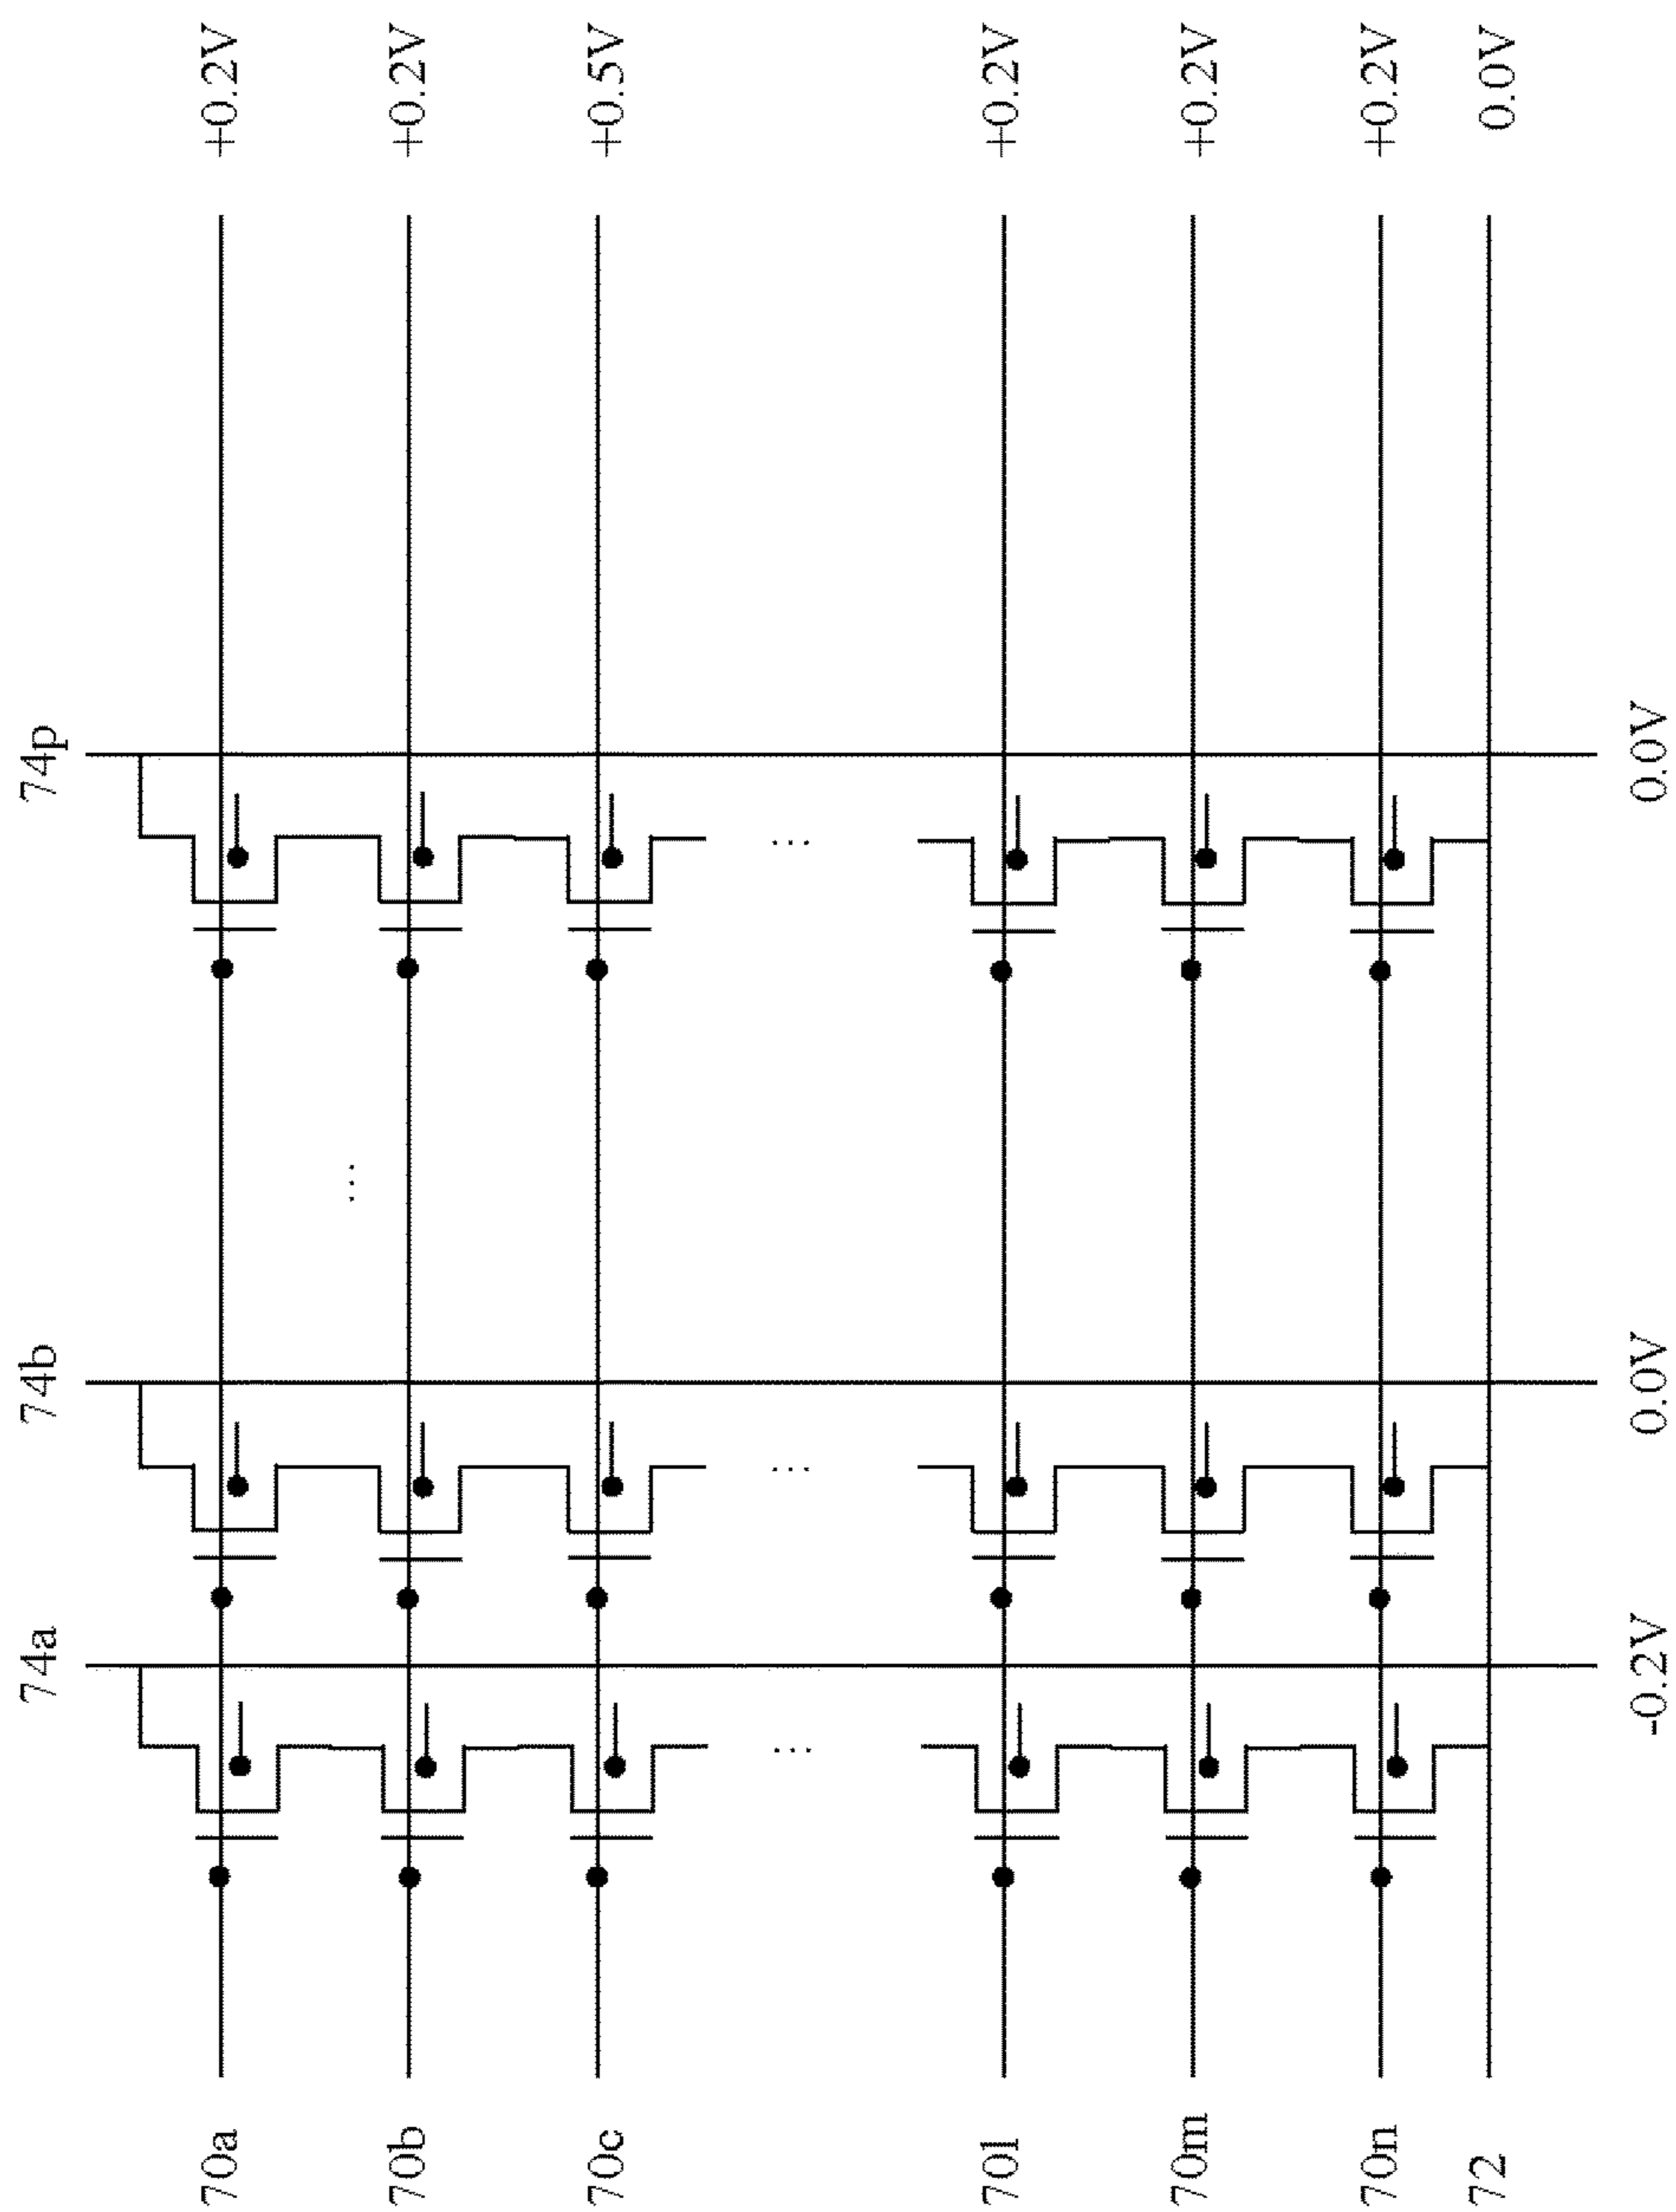 74a 74b 74p
70a +0.2V
70b +0.2V
70c +0.5V
...
70l +0.2V
70m +0.2V
70n +0.2V
72 0.0V
-0.2V 0.0V 0.0V